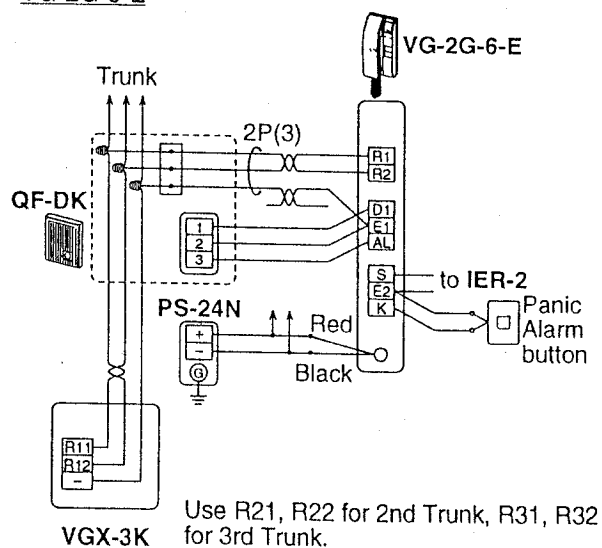 VG-2G-6-E
Trunk
2P(3)
R1
R2
QF-DK
D1
E1
AL
1
2
3
S
E2
K
to IER-2
Panic
Alarm
button
PS-24N
+
−
G
Red
Black
R11
R12
−
VGX-3K
Use R21, R22 for 2nd Trunk, R31, R32
for 3rd Trunk.